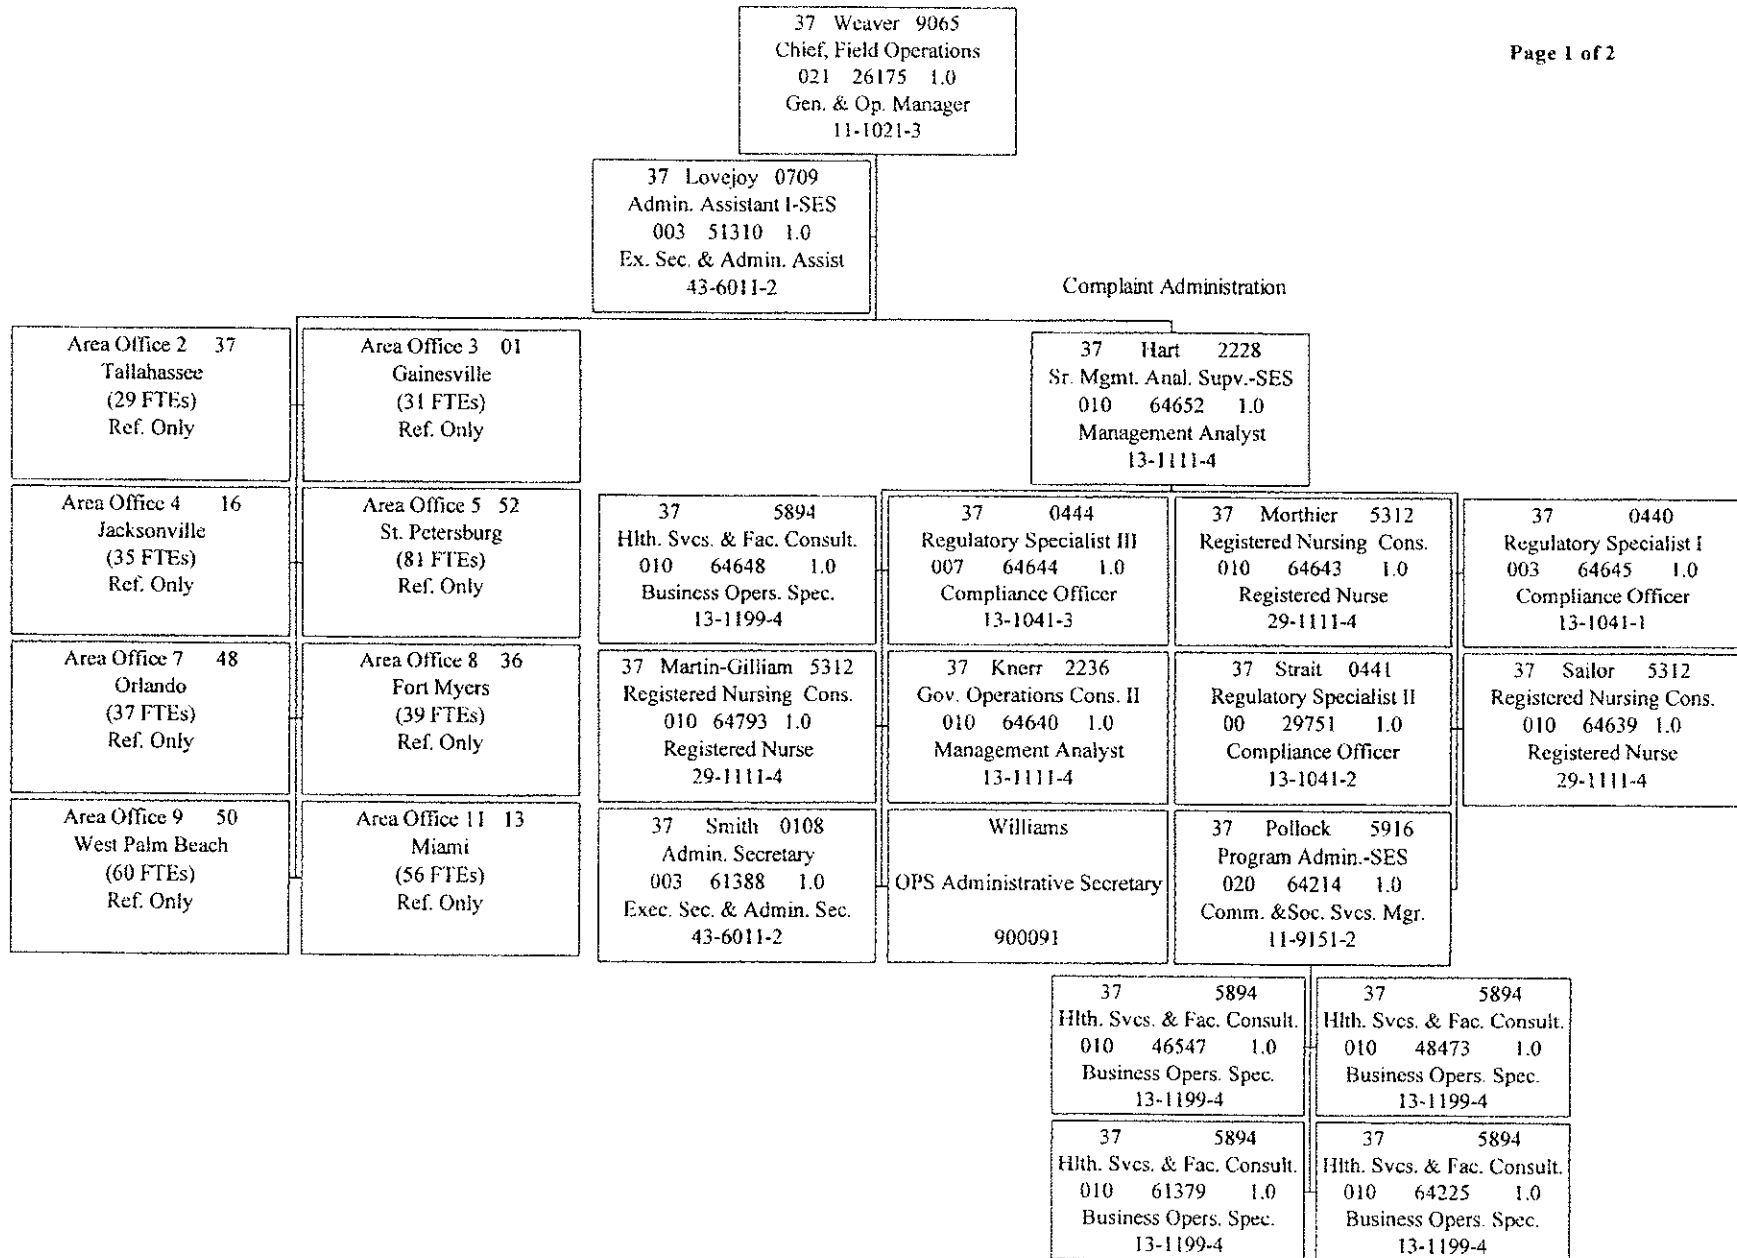 Page 1 of 2
37 Weaver 9065
Chief, Field Operations
021 26175 1.0
Gen. & Op. Manager
11-1021-3
37 Lovejoy 0709
Admin. Assistant I-SES
003 51310 1.0
Ex. Sec. & Admin. Assist
43-6011-2
Complaint Administration
Area Office 2 37
Tallahassee
(29 FTEs)
Ref. Only
Area Office 3 01
Gainesville
(31 FTEs)
Ref. Only
37 Hart 2228
Sr. Mgmt. Anal. Supv.-SES
010 64652 1.0
Management Analyst
13-1111-4
Area Office 4 16
Jacksonville
(35 FTEs)
Ref. Only
Area Office 5 52
St. Petersburg
(81 FTEs)
Ref. Only
37 5894
Hlth. Svcs. & Fac. Consult.
010 64648 1.0
Business Opers. Spec.
13-1199-4
37 0444
Regulatory Specialist III
007 64644 1.0
Compliance Officer
13-1041-3
37 Morthier 5312
Registered Nursing Cons.
010 64643 1.0
Registered Nurse
29-1111-4
37 0440
Regulatory Specialist I
003 64645 1.0
Compliance Officer
13-1041-1
Area Office 7 48
Orlando
(37 FTEs)
Ref. Only
Area Office 8 36
Fort Myers
(39 FTEs)
Ref. Only
37 Martin-Gilliam 5312
Registered Nursing Cons.
010 64793 1.0
Registered Nurse
29-1111-4
37 Knerr 2236
Gov. Operations Cons. II
010 64640 1.0
Management Analyst
13-1111-4
37 Strait 0441
Regulatory Specialist II
00 29751 1.0
Compliance Officer
13-1041-2
37 Sailor 5312
Registered Nursing Cons.
010 64639 1.0
Registered Nurse
29-1111-4
Area Office 9 50
West Palm Beach
(60 FTEs)
Ref. Only
Area Office 11 13
Miami
(56 FTEs)
Ref. Only
37 Smith 0108
Admin. Secretary
003 61388 1.0
Exec. Sec. & Admin. Sec.
43-6011-2
Williams
OPS Administrative Secretary
900091
37 Pollock 5916
Program Admin.-SES
020 64214 1.0
Comm. &Soc. Svcs. Mgr.
11-9151-2
37 5894
Hlth. Svcs. & Fac. Consult.
010 46547 1.0
Business Opers. Spec.
13-1199-4
37 5894
Hlth. Svcs. & Fac. Consult.
010 48473 1.0
Business Opers. Spec.
13-1199-4
37 5894
Hlth. Svcs. & Fac. Consult.
010 61379 1.0
Business Opers. Spec.
13-1199-4
37 5894
Hlth. Svcs. & Fac. Consult.
010 64225 1.0
Business Opers. Spec.
13-1199-4